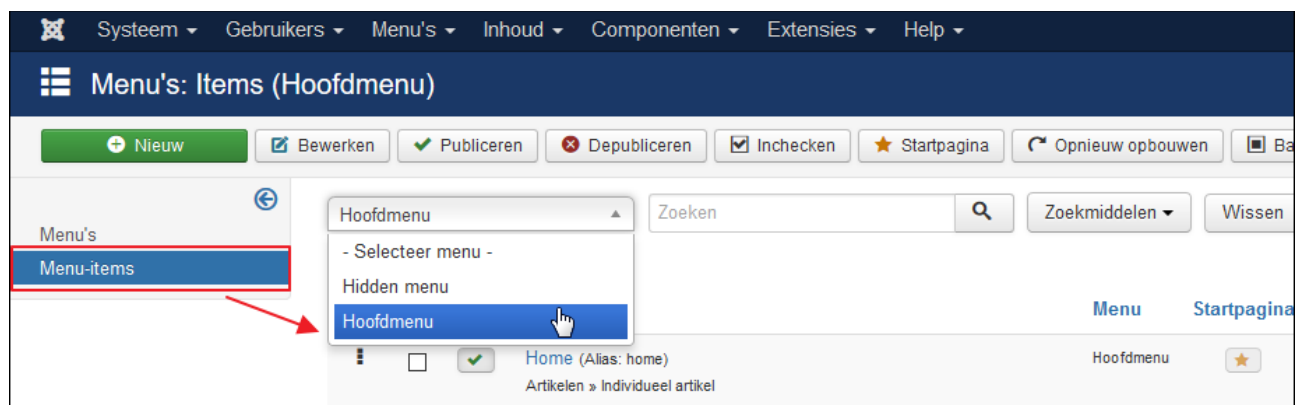 Systeem Gebruikers Menu's Inhoud Componenten Extensies Help
Menu's: Items (Hoofdmenu)
Nieuw Bewerken Publiceren Depubliceren Inchecken Startpagina Opnieuw opbouwen Ba
Hoofdmenu Zoeken Zoekmiddelen Wissen
Menu's
- Selecteer menu -
Menu-items
Hidden menu
Hoofdmenu
Menu Startpagina
Home (Alias: home) Hoofdmenu
Artikelen » Individueel artikel